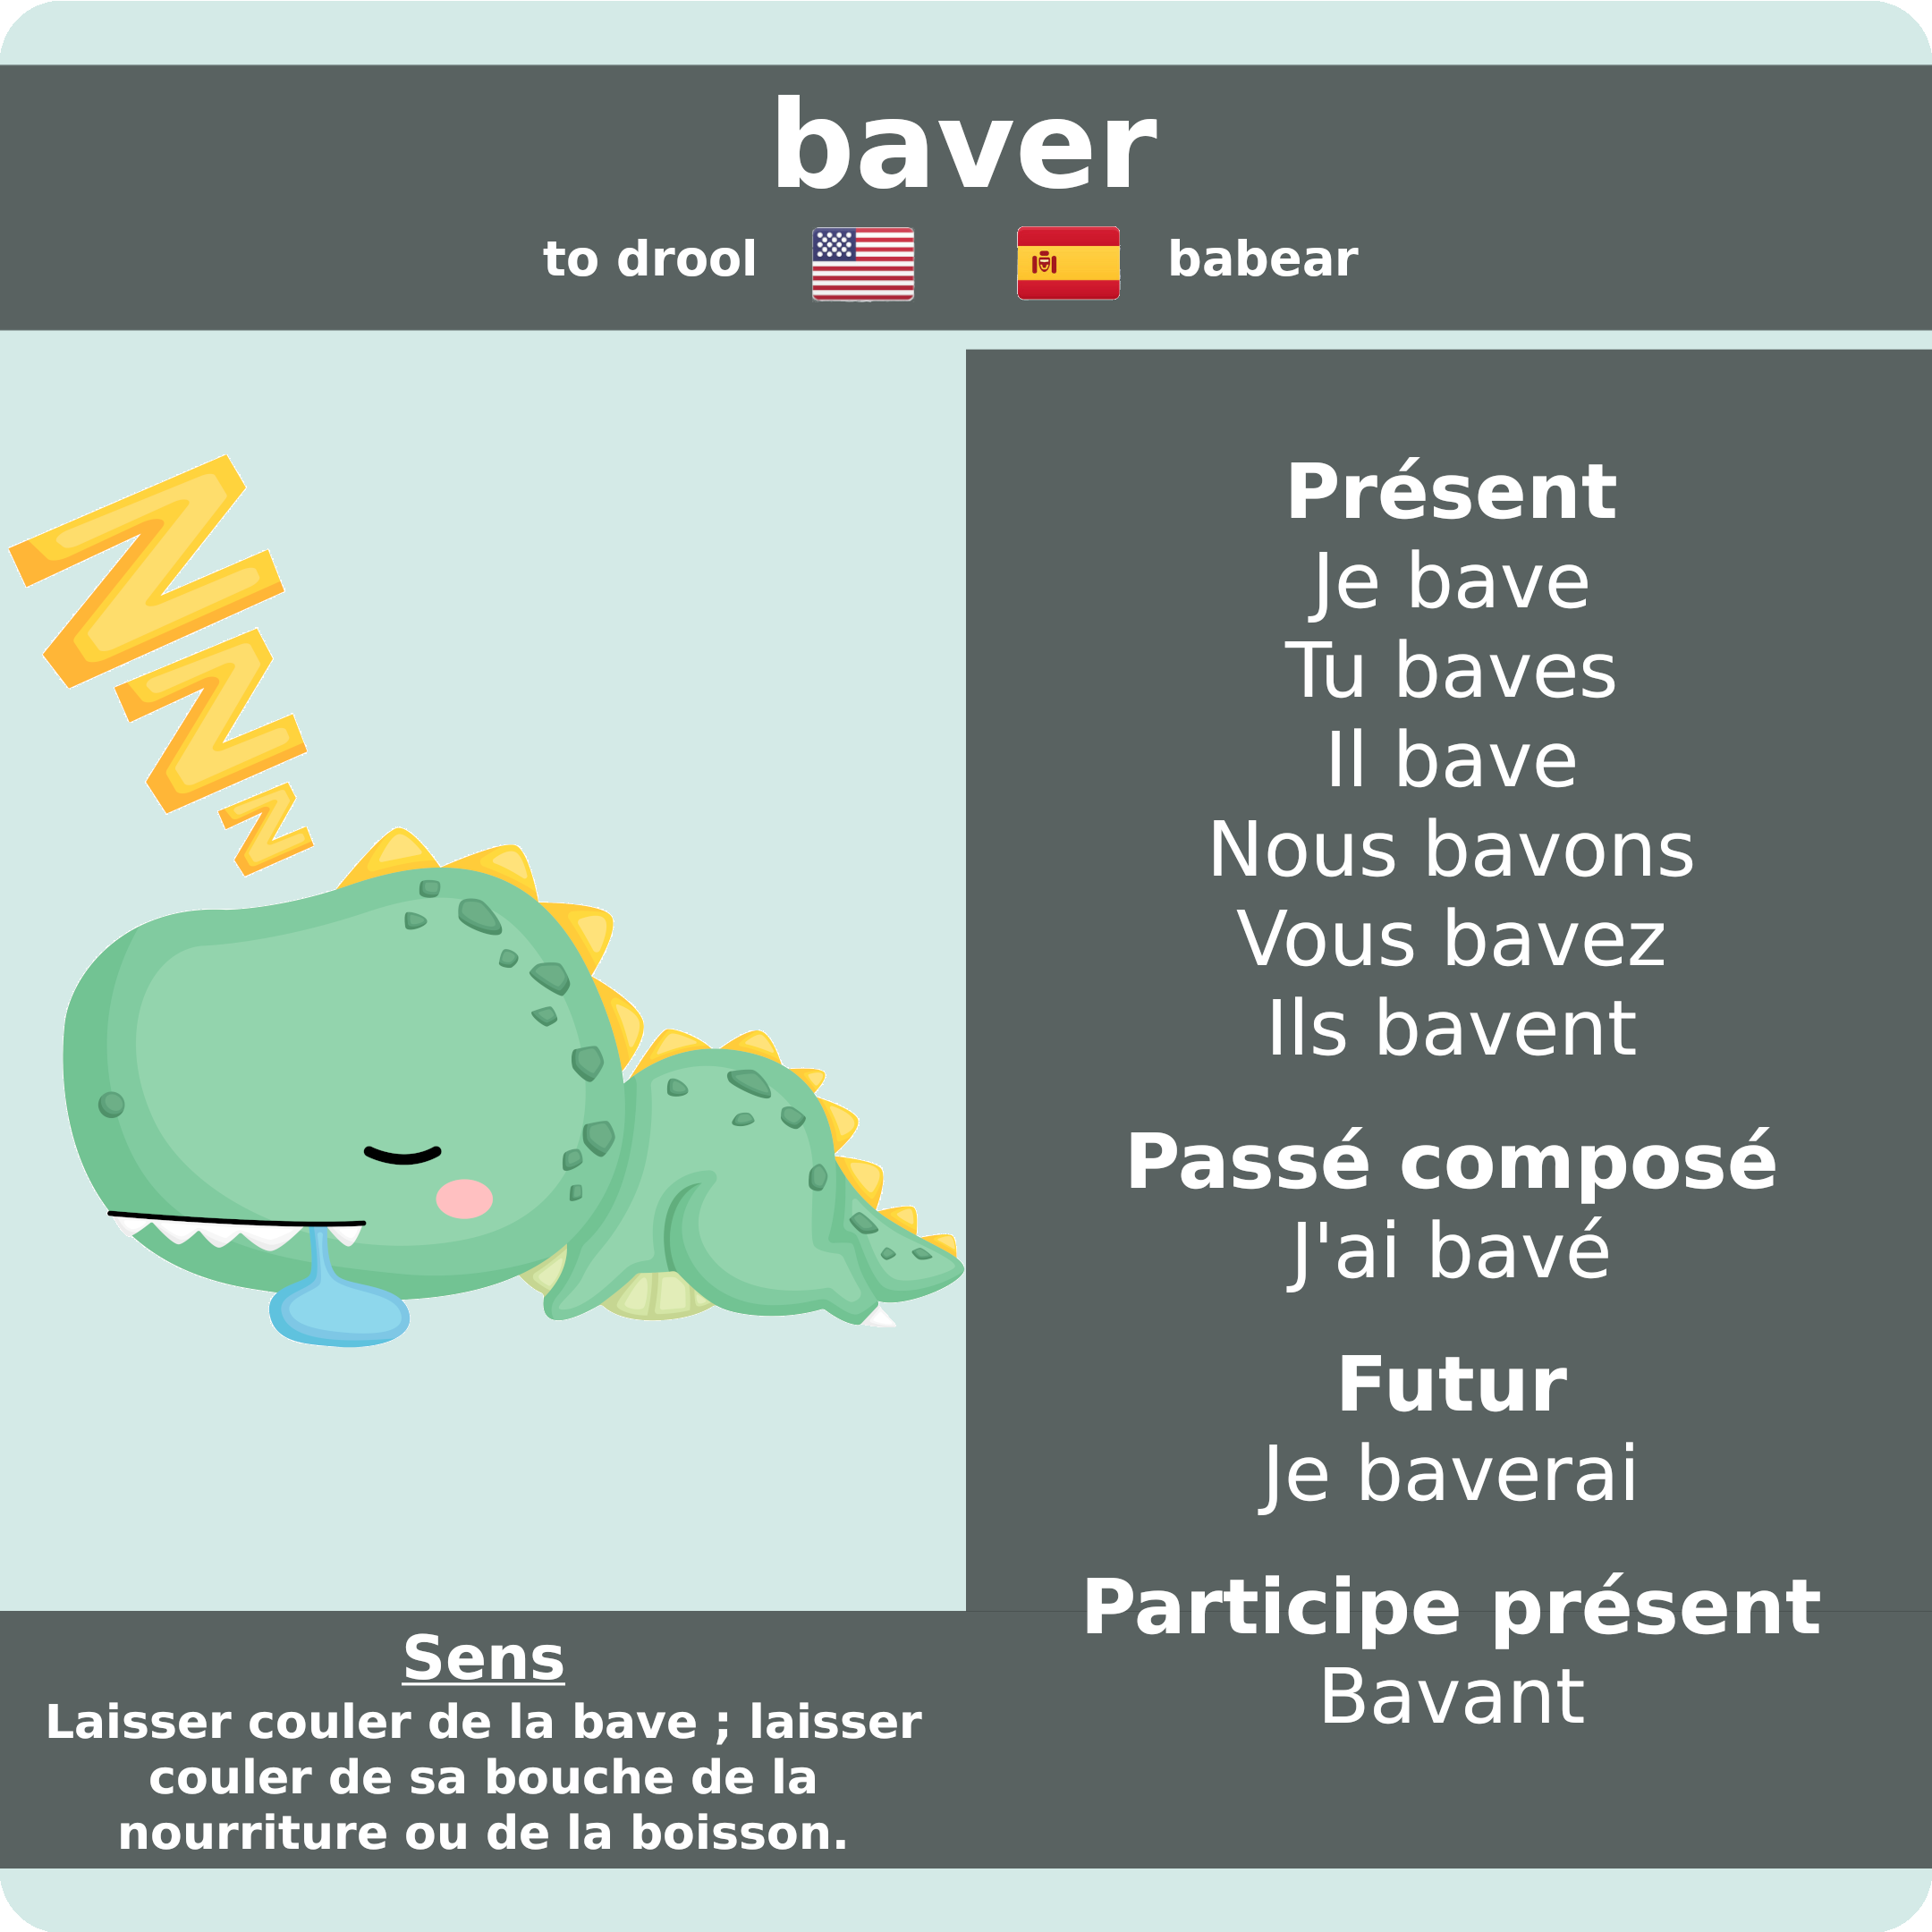 baver
to drool
babear
Présent
Je bave
Tu baves
Il bave
Nous bavons
Vous bavez
Ils bavent
Passé composé
J'ai bavé
Futur
Je baverai
Participe présent
Bavant
Sens
Laisser couler de la bave ; laisser
couler de sa bouche de la
nourriture ou de la boisson.